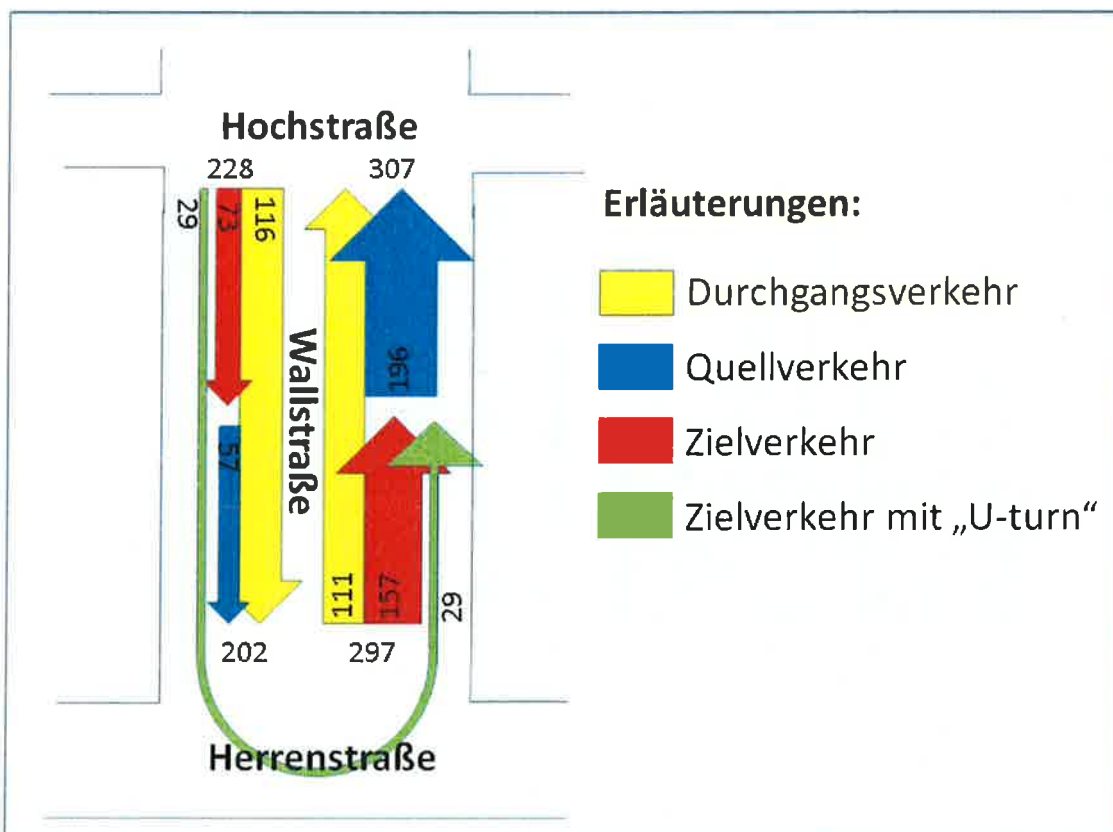 Hochstraße
228
307
29
73
116
Wallstraße
196
57
111
157
29
202
297
Herrenstraße
Erläuterungen:
Durchgangsverkehr
Quellverkehr
Zielverkehr
Zielverkehr mit „U-turn“